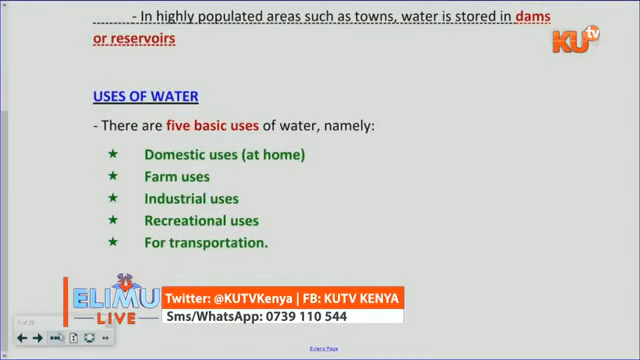 - In highly populated areas such as towns, water is stored in dams
or reservoirs
KU tv
USES OF WATER
- There are five basic uses of water, namely:
★ Domestic uses (at home)
★ Farm uses
★ Industrial uses
★ Recreational uses
★ For transportation.
ELIMU
LIVE
Twitter: @KUTVKenya | FB: KUTV KENYA
Sms/WhatsApp: 0739 110 544
Extend Page